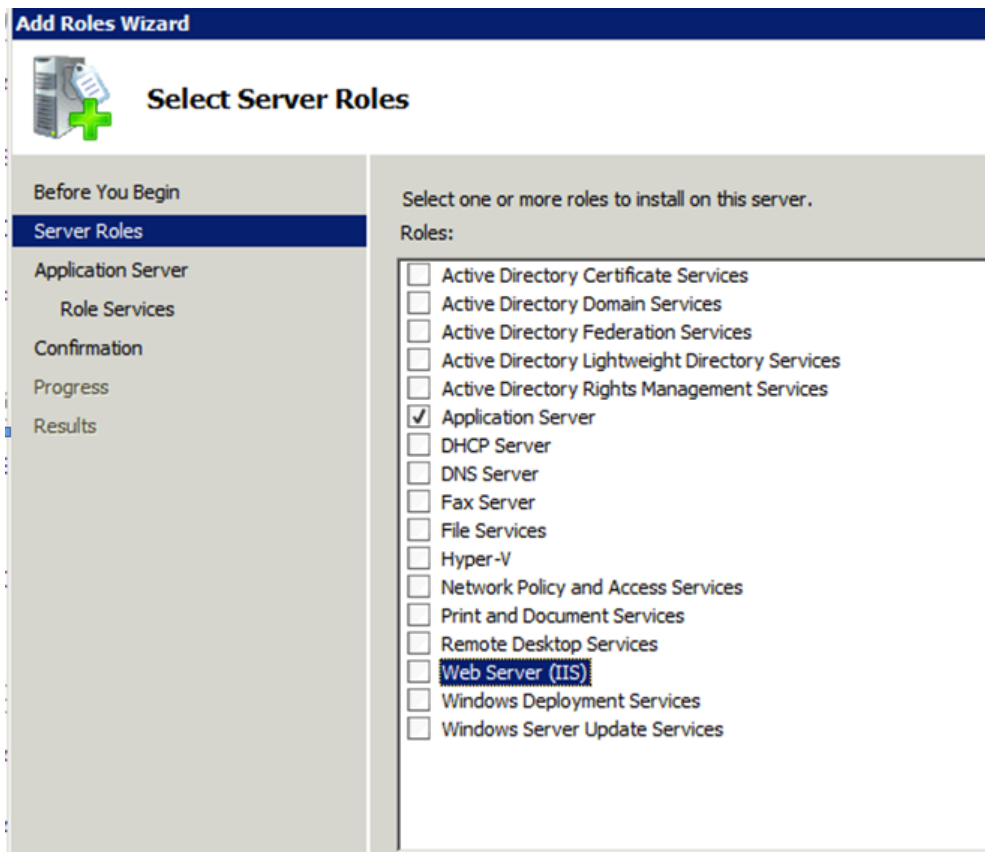 Add Roles Wizard
Select Server Roles
Before You Begin
Server Roles
Application Server
Role Services
Confirmation
Progress
Results
Select one or more roles to install on this server.
Roles:
Active Directory Certificate Services
Active Directory Domain Services
Active Directory Federation Services
Active Directory Lightweight Directory Services
Active Directory Rights Management Services
Application Server
DHCP Server
DNS Server
Fax Server
File Services
Hyper-V
Network Policy and Access Services
Print and Document Services
Remote Desktop Services
Web Server (IIS)
Windows Deployment Services
Windows Server Update Services